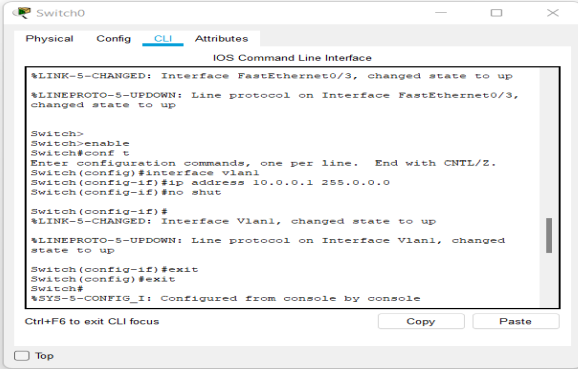 Switch0
Physical Config CLI Attributes
IOS Command Line Interface
%LINK-5-CHANGED: Interface FastEthernet0/3, changed state to up
%LINEPROTO-5-UPDOWN: Line protocol on Interface FastEthernet0/3,
changed state to up
Switch>
Switch>enable
Switch#conf t
Enter configuration commands, one per line. End with CNTL/Z.
Switch(config)#interface vlan1
Switch(config-if)#ip address 10.0.0.1 255.0.0.0
Switch(config-if)#no shut
Switch(config-if)#
%LINK-5-CHANGED: Interface Vlan1, changed state to up
%LINEPROTO-5-UPDOWN: Line protocol on Interface Vlan1, changed
state to up
Switch(config-if)#exit
Switch(config)#exit
Switch#
%SYS-5-CONFIG_I: Configured from console by console
Ctrl+F6 to exit CLI focus
Copy Paste
Top